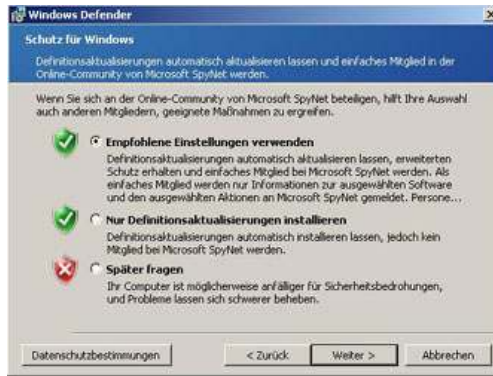 Windows Defender
Schutz für Windows
Definitionsaktualisierungen automatisch aktualisieren lassen und einfaches Mitglied in der
Online-Community von Microsoft SpyNet werden.
Wenn Sie sich an der Online-Community von Microsoft SpyNet beteiligen, hilft Ihre Auswahl
auch anderen Mitgliedern, geeignete Maßnahmen zu ergreifen.
Empfohlene Einstellungen verwenden
Definitionsaktualisierungen automatisch aktualisieren lassen, erweiterten
Schutz erhalten und einfaches Mitglied bei Microsoft SpyNet werden. Als
einfaches Mitglied werden nur Informationen zur ausgewählten Software
und den ausgewählten Aktionen an Microsoft SpyNet gemeldet. Persone...
Nur Definitionsaktualisierungen installieren
Definitionsaktualisierungen automatisch installieren lassen, jedoch kein
Mitglied bei Microsoft SpyNet werden.
Später fragen
Ihr Computer ist möglicherweise anfälliger für Sicherheitsbedrohungen,
und Probleme lassen sich schwerer beheben.
Datenschutzbestimmungen
< Zurück
Weiter >
Abbrechen